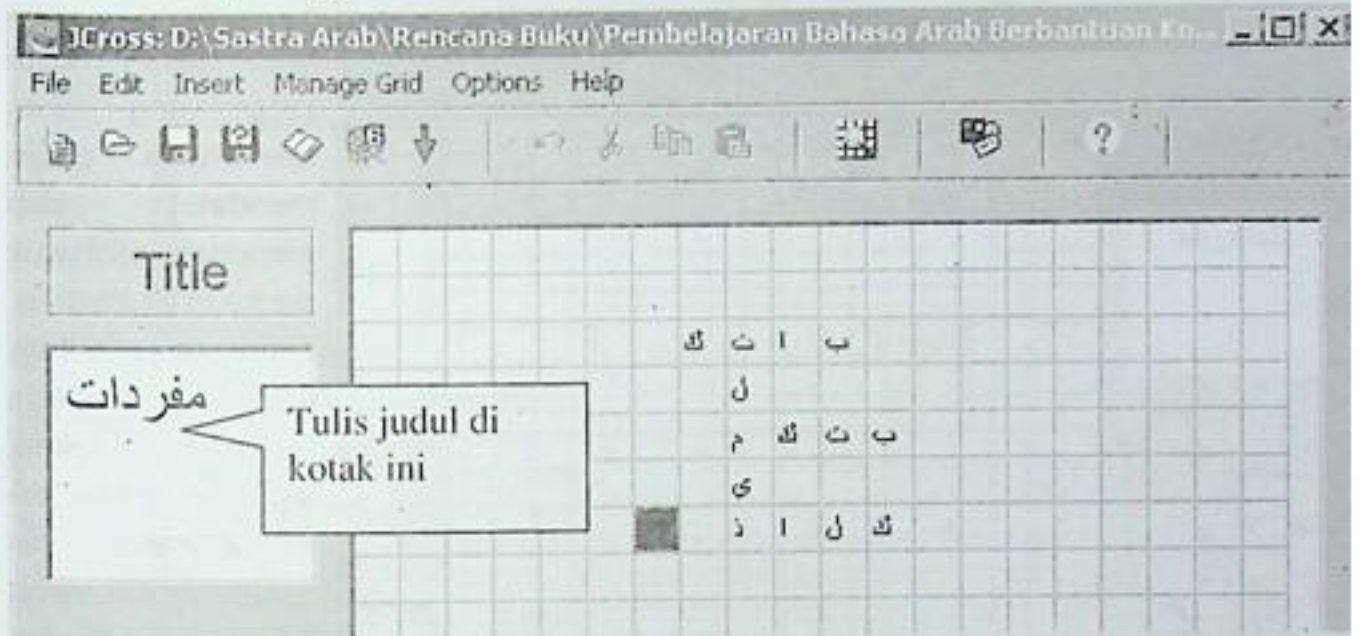 JCross: D:\Sastra Arab\Rencana Buku\Pembelajaran Bahasa Arab Berbantuan Ko...
File Edit Insert Manage Grid Options Help
Title
مفردات
Tulis judul di
kotak ini
ك ت ا ب
ل
م ك ت ب
ي
ذ ا ل ك